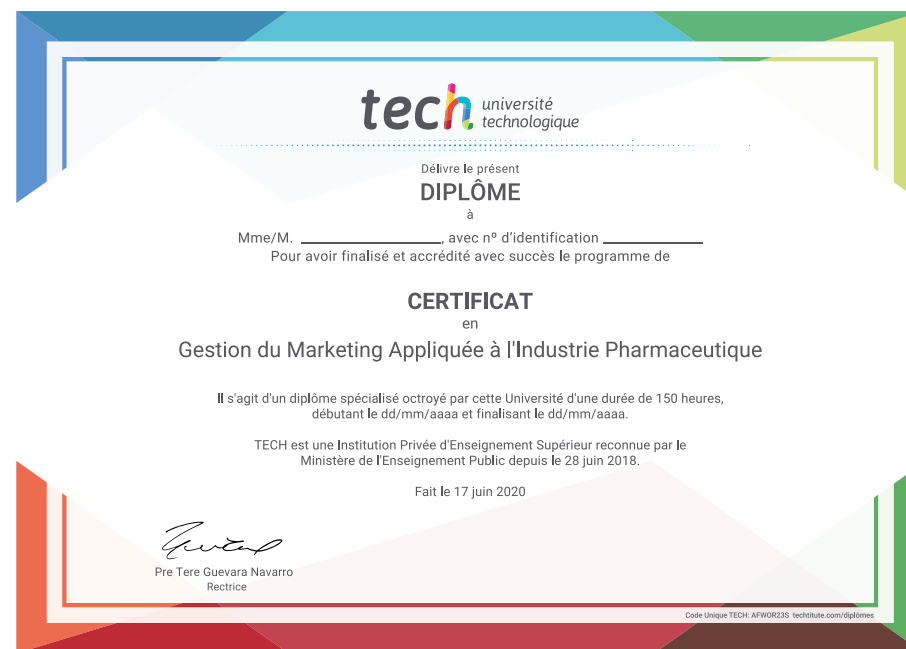 tech université
technologique
Délivre le présent
DIPLÔME
à
Mme/M. ____________________, avec nº d'identification ______________
Pour avoir finalisé et accrédité avec succès le programme de
CERTIFICAT
en
Gestion du Marketing Appliquée à l'Industrie Pharmaceutique
Il s'agit d'un diplôme spécialisé octroyé par cette Université d'une durée de 150 heures,
débutant le dd/mm/aaaa et finalisant le dd/mm/aaaa.
TECH est une Institution Privée d'Enseignement Supérieur reconnue par le
Ministère de l'Enseignement Public depuis le 28 juin 2018.
Fait le 17 juin 2020
Pre Tere Guevara Navarro
Rectrice
Code Unique TECH: AFWOR23S techtitute.com/diplômes